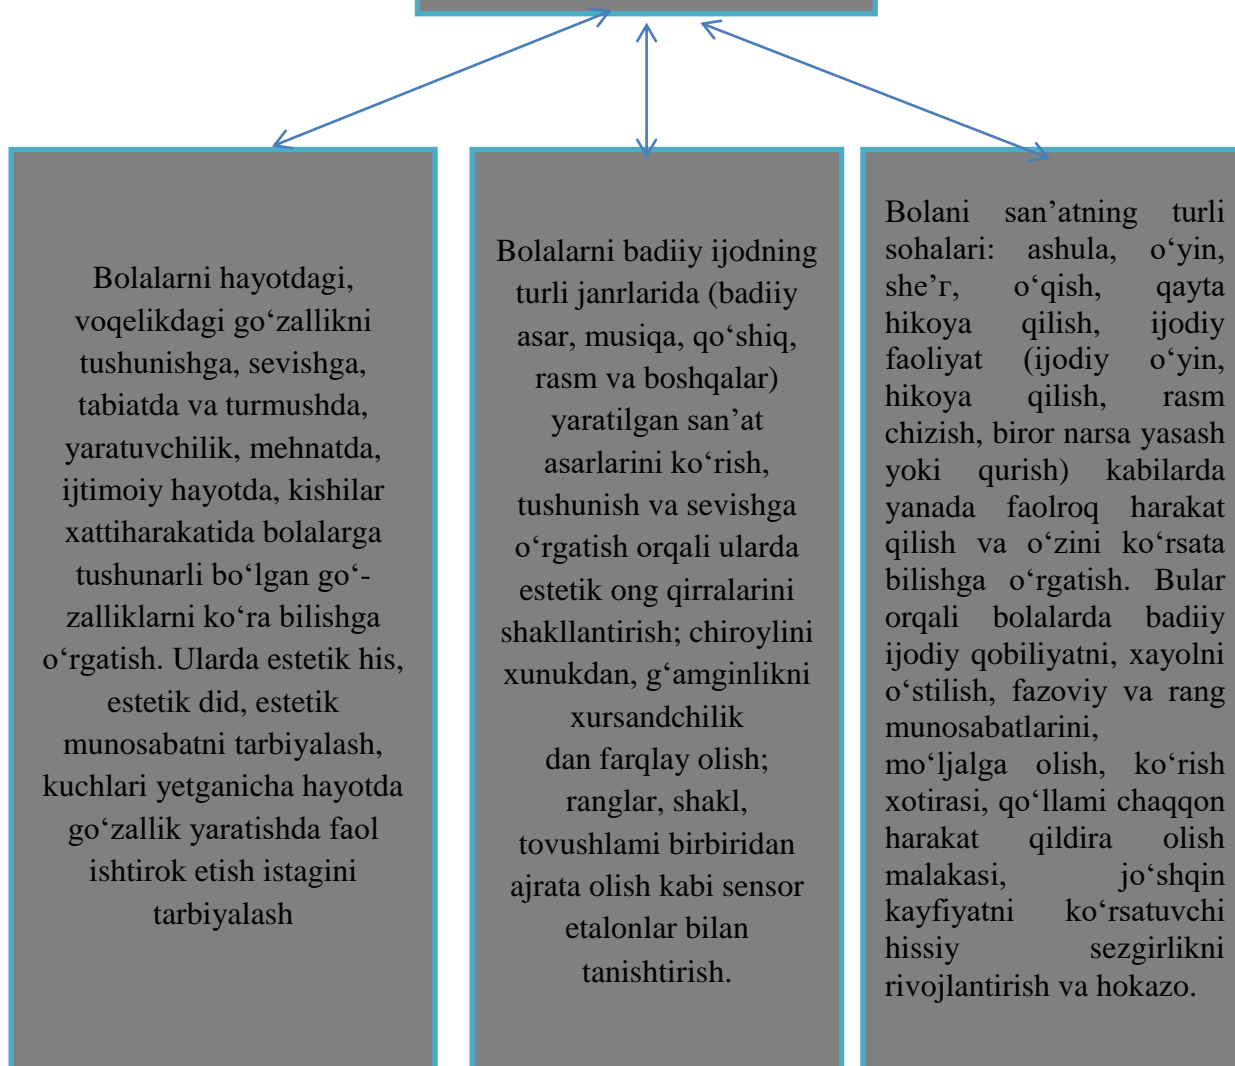 Bolalarni hayotdagi,
voqelikdagi go‘zallikni
tushunishga, sevishga,
tabiatda va turmushda,
yaratuvchilik, mehnatda,
ijtimoiy hayotda, kishilar
xattiharakatida bolalarga
tushunarli bo‘lgan go‘-
zalliklarni ko‘ra bilishga
o‘rgatish. Ularda estetik his,
estetik did, estetik
munosabatni tarbiyalash,
kuchlari yetganicha hayotda
go‘zallik yaratishda faol
ishtirok etish istagini
tarbiyalash
Bolalarni badiiy ijodning
turli janrlarida (badiiy
asar, musiqa, qo‘shiq,
rasm va boshqalar)
yaratilgan san’at
asarlarini ko‘rish,
tushunish va sevishga
o‘rgatish orqali ularda
estetik ong qirralarini
shakllantirish; chiroylini
xunukdan, g‘amginlikni
xursandchilik
dan farqlay olish;
ranglar, shakl,
tovushlami birbiridan
ajrata olish kabi sensor
etalonlar bilan
tanishtirish.
Bolani san’atning turli
sohalari: ashula, o‘yin,
she’г, o‘qish, qayta
hikoya qilish, ijodiy
faoliyat (ijodiy o‘yin,
hikoya qilish, rasm
chizish, biror narsa yasash
yoki qurish) kabilarda
yanada faolroq harakat
qilish va o‘zini ko‘rsata
bilishga o‘rgatish. Bular
orqali bolalarda badiiy
ijodiy qobiliyatni, xayolni
o‘stilish, fazoviy va rang
munosabatlarini,
mo‘ljalga olish, ko‘rish
xotirasi, qo‘llami chaqqon
harakat qildira olish
malakasi, jo‘shqin
kayfiyatni ko‘rsatuvchi
hissiy sezgirlikni
rivojlantirish va hokazo.